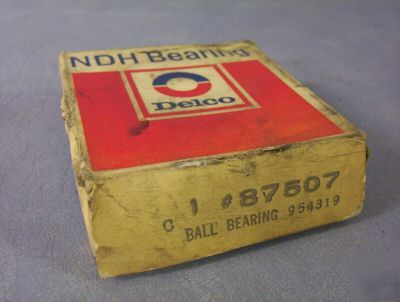 NDH Bearing
Delco
C 1 #87507
BALL BEARING 954319